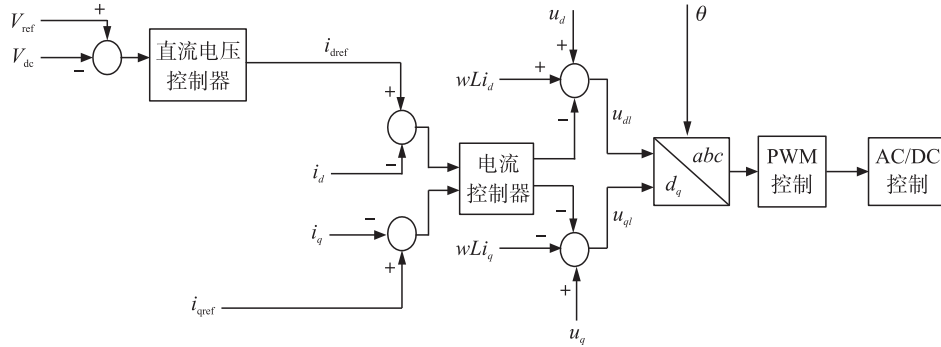 V_ref
+
V_dc
−
直流电压
控制器
i_dref
+
i_d
−
i_q
−
+
i_qref
电流
控制器
u_d
+
wLi_d
+
−
u_dl
−
wLi_q
−
+
u_q
u_ql
θ
abc
d_q
PWM
控制
AC/DC
控制